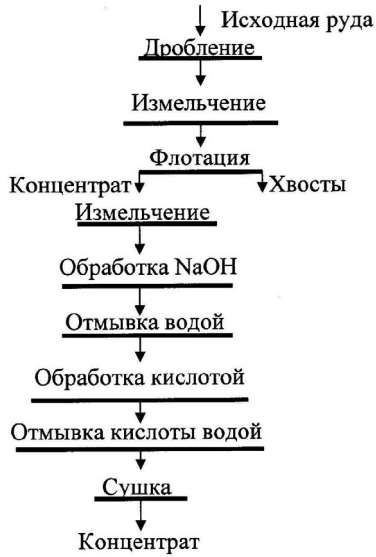 Исходная руда
Дробление
Измельчение
Флотация
Концентрат
Хвосты
Измельчение
Обработка NaOH
Отмывка водой
Обработка кислотой
Отмывка кислоты водой
Сушка
Концентрат